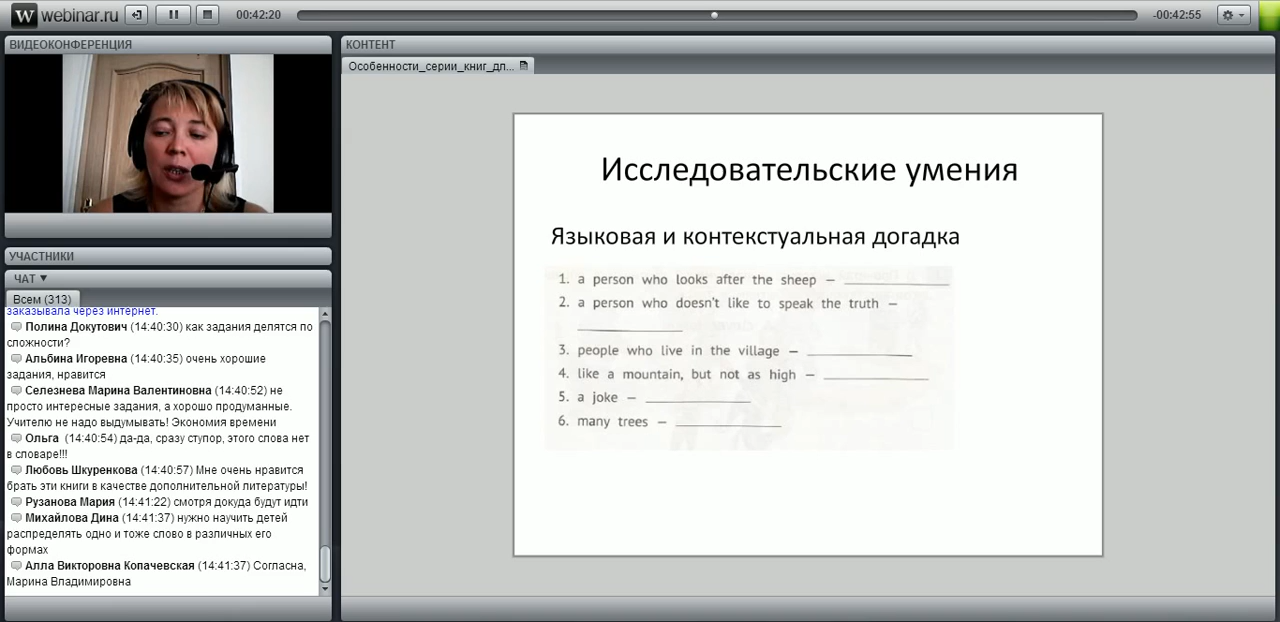 webinar.ru
00:42:20
-00:42:55
ВИДЕОКОНФЕРЕНЦИЯ
УЧАСТНИКИ
ЧАТ ▼
Всем (313)
заказывала через интернет.
Полина Докутович (14:40:30) как задания делятся по
сложности?
Альбина Игоревна (14:40:35) очень хорошие
задания, нравится
Селезнева Марина Валентиновна (14:40:52) не
просто интересные задания, а хорошо продуманные.
Учителю не надо выдумывать! Экономия времени
Ольга (14:40:54) да-да, сразу ступор, этого слова нет
в словаре!!!
Любовь Шкуренкова (14:40:57) Мне очень нравится
брать эти книги в качестве дополнительной литературы!
Рузанова Мария (14:41:22) смотря докуда будут идти
Михайлова Дина (14:41:37) нужно научить детей
распределять одно и тоже слово в различных его
формах
Алла Викторовна Копачевская (14:41:37) Согласна,
Марина Владимировна
КОНТЕНТ
Особенности_серии_книг_дл...
Исследовательские умения
Языковая и контекстуальная догадка
1. a person who looks after the sheep –
2. a person who doesn't like to speak the truth –
3. people who live in the village –
4. like a mountain, but not as high –
5. a joke –
6. many trees –